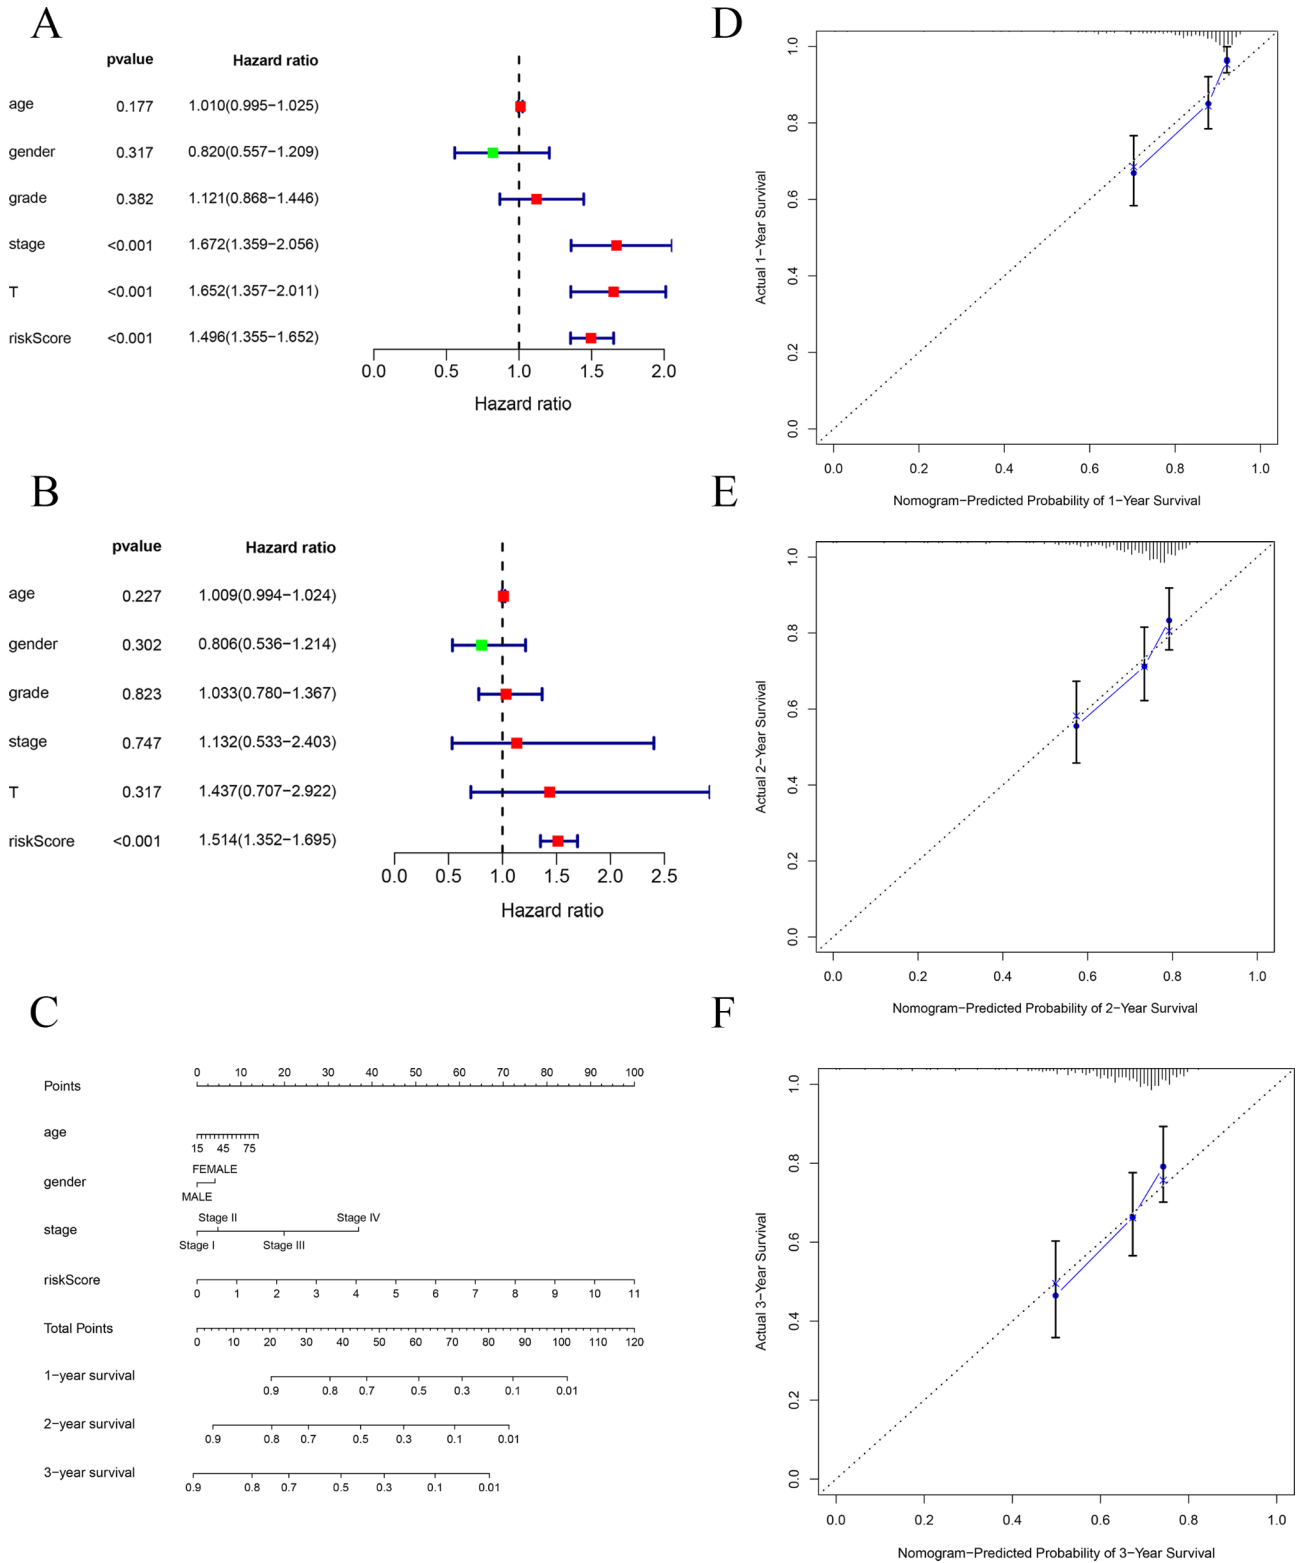 A
pvalue Hazard ratio
age 0.177 1.010(0.995−1.025)
gender 0.317 0.820(0.557−1.209)
grade 0.382 1.121(0.868−1.446)
stage <0.001 1.672(1.359−2.056)
T <0.001 1.652(1.357−2.011)
riskScore <0.001 1.496(1.355−1.652)
0.0 0.5 1.0 1.5 2.0
Hazard ratio
B
pvalue Hazard ratio
age 0.227 1.009(0.994−1.024)
gender 0.302 0.806(0.536−1.214)
grade 0.823 1.033(0.780−1.367)
stage 0.747 1.132(0.533−2.403)
T 0.317 1.437(0.707−2.922)
riskScore <0.001 1.514(1.352−1.695)
0.0 0.5 1.0 1.5 2.0 2.5
Hazard ratio
C
Points 0 10 20 30 40 50 60 70 80 90 100
age
15 45 75
FEMALE
gender
MALE
Stage II Stage IV
stage
Stage I Stage III
riskScore
0 1 2 3 4 5 6 7 8 9 10 11
Total Points
0 10 20 30 40 50 60 70 80 90 100 110 120
1−year survival
0.9 0.8 0.7 0.5 0.3 0.1 0.01
2−year survival
0.9 0.8 0.7 0.5 0.3 0.1 0.01
3−year survival
0.9 0.8 0.7 0.5 0.3 0.1 0.01
D
Actual 1−Year Survival
1.0
0.8
0.6
0.4
0.2
0.0
0.0 0.2 0.4 0.6 0.8 1.0
Nomogram−Predicted Probability of 1−Year Survival
E
Actual 2−Year Survival
1.0
0.8
0.6
0.4
0.2
0.0
0.0 0.2 0.4 0.6 0.8 1.0
Nomogram−Predicted Probability of 2−Year Survival
F
Actual 3−Year Survival
1.0
0.8
0.6
0.4
0.2
0.0
0.0 0.2 0.4 0.6 0.8 1.0
Nomogram−Predicted Probability of 3−Year Survival